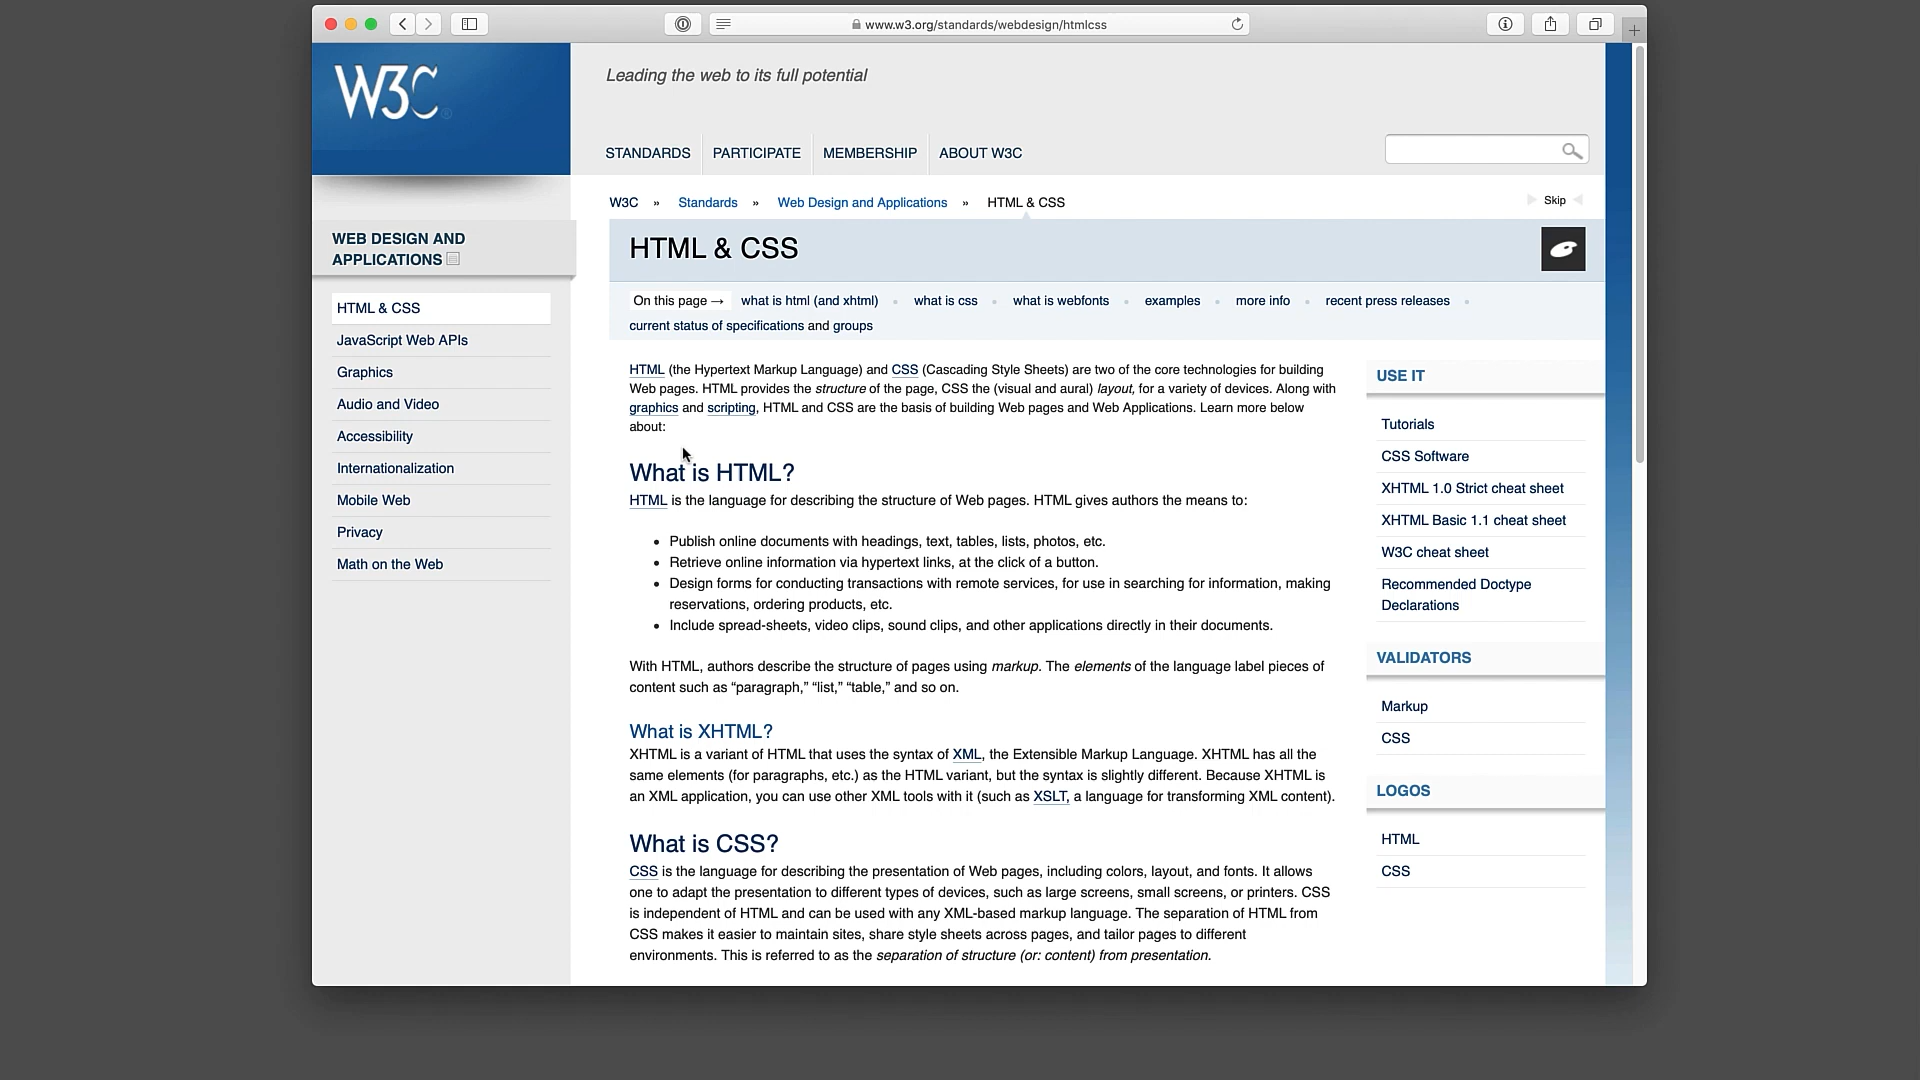 www.w3.org/standards/webdesign/htmlcss
W3C®
Leading the web to its full potential
STANDARDS PARTICIPATE MEMBERSHIP ABOUT W3C
W3C » Standards » Web Design and Applications » HTML & CSS
Skip
WEB DESIGN AND
APPLICATIONS
HTML & CSS
JavaScript Web APIs
Graphics
Audio and Video
Accessibility
Internationalization
Mobile Web
Privacy
Math on the Web
HTML & CSS
On this page → what is html (and xhtml) • what is css • what is webfonts • examples • more info • recent press releases •
current status of specifications and groups
HTML (the Hypertext Markup Language) and CSS (Cascading Style Sheets) are two of the core technologies for building
Web pages. HTML provides the structure of the page, CSS the (visual and aural) layout, for a variety of devices. Along with
graphics and scripting, HTML and CSS are the basis of building Web pages and Web Applications. Learn more below
about:
What is HTML?
HTML is the language for describing the structure of Web pages. HTML gives authors the means to:
• Publish online documents with headings, text, tables, lists, photos, etc.
• Retrieve online information via hypertext links, at the click of a button.
• Design forms for conducting transactions with remote services, for use in searching for information, making
reservations, ordering products, etc.
• Include spread-sheets, video clips, sound clips, and other applications directly in their documents.
With HTML, authors describe the structure of pages using markup. The elements of the language label pieces of
content such as “paragraph,” “list,” “table,” and so on.
What is XHTML?
XHTML is a variant of HTML that uses the syntax of XML, the Extensible Markup Language. XHTML has all the
same elements (for paragraphs, etc.) as the HTML variant, but the syntax is slightly different. Because XHTML is
an XML application, you can use other XML tools with it (such as XSLT, a language for transforming XML content).
What is CSS?
CSS is the language for describing the presentation of Web pages, including colors, layout, and fonts. It allows
one to adapt the presentation to different types of devices, such as large screens, small screens, or printers. CSS
is independent of HTML and can be used with any XML-based markup language. The separation of HTML from
CSS makes it easier to maintain sites, share style sheets across pages, and tailor pages to different
environments. This is referred to as the separation of structure (or: content) from presentation.
USE IT
Tutorials
CSS Software
XHTML 1.0 Strict cheat sheet
XHTML Basic 1.1 cheat sheet
W3C cheat sheet
Recommended Doctype
Declarations
VALIDATORS
Markup
CSS
LOGOS
HTML
CSS